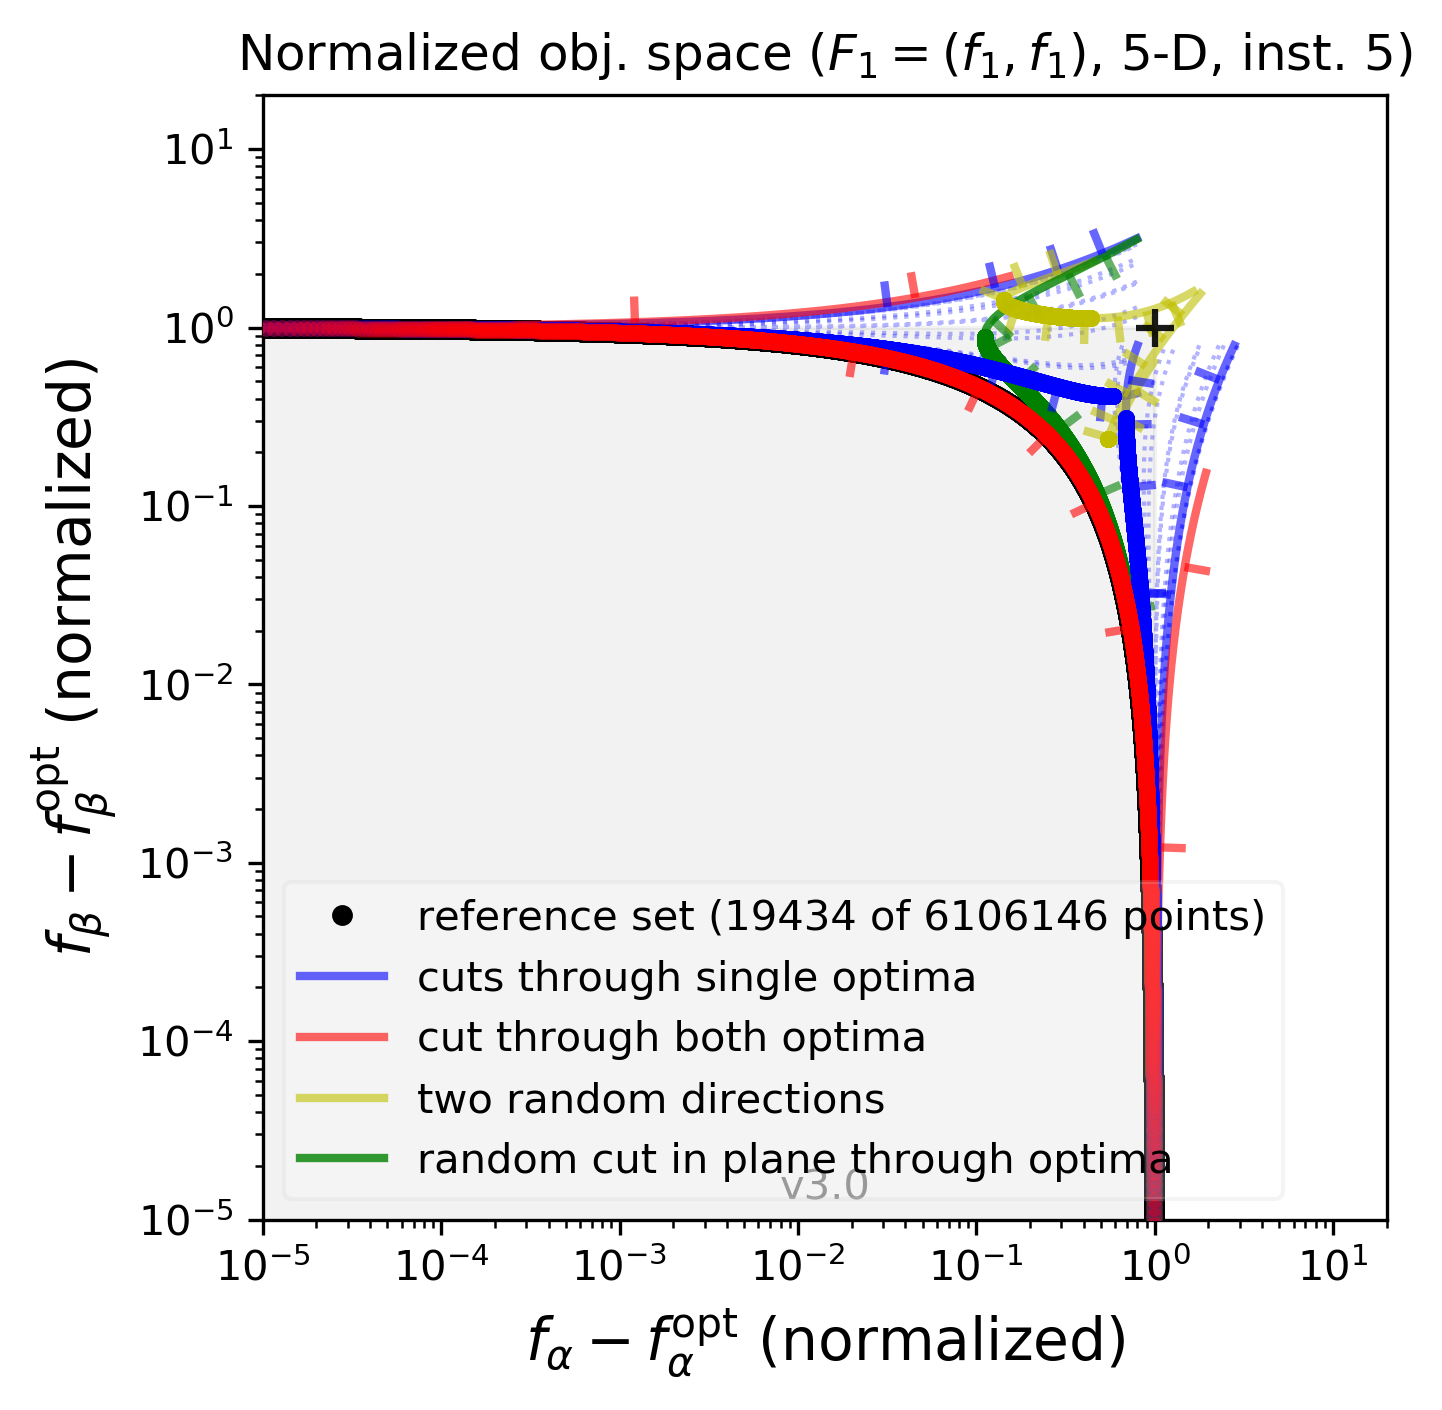 Normalized obj. space (F₁ = (f₁, f₁), 5-D, inst. 5)
10¹
10⁰
10⁻¹
10⁻²
10⁻³
10⁻⁴
10⁻⁵
f_β − f_β^opt (normalized)
reference set (19434 of 6106146 points)
cuts through single optima
cut through both optima
two random directions
random cut in plane through optima
v3.0
10⁻⁵ 10⁻⁴ 10⁻³ 10⁻² 10⁻¹ 10⁰ 10¹
f_α − f_α^opt (normalized)